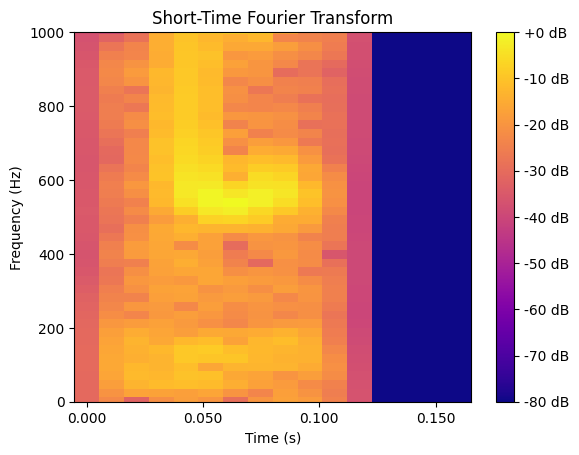 Short-Time Fourier Transform
1000
800
600
400
200
0
Frequency (Hz)
0.000
0.050
0.100
0.150
Time (s)
+0 dB
-10 dB
-20 dB
-30 dB
-40 dB
-50 dB
-60 dB
-70 dB
-80 dB